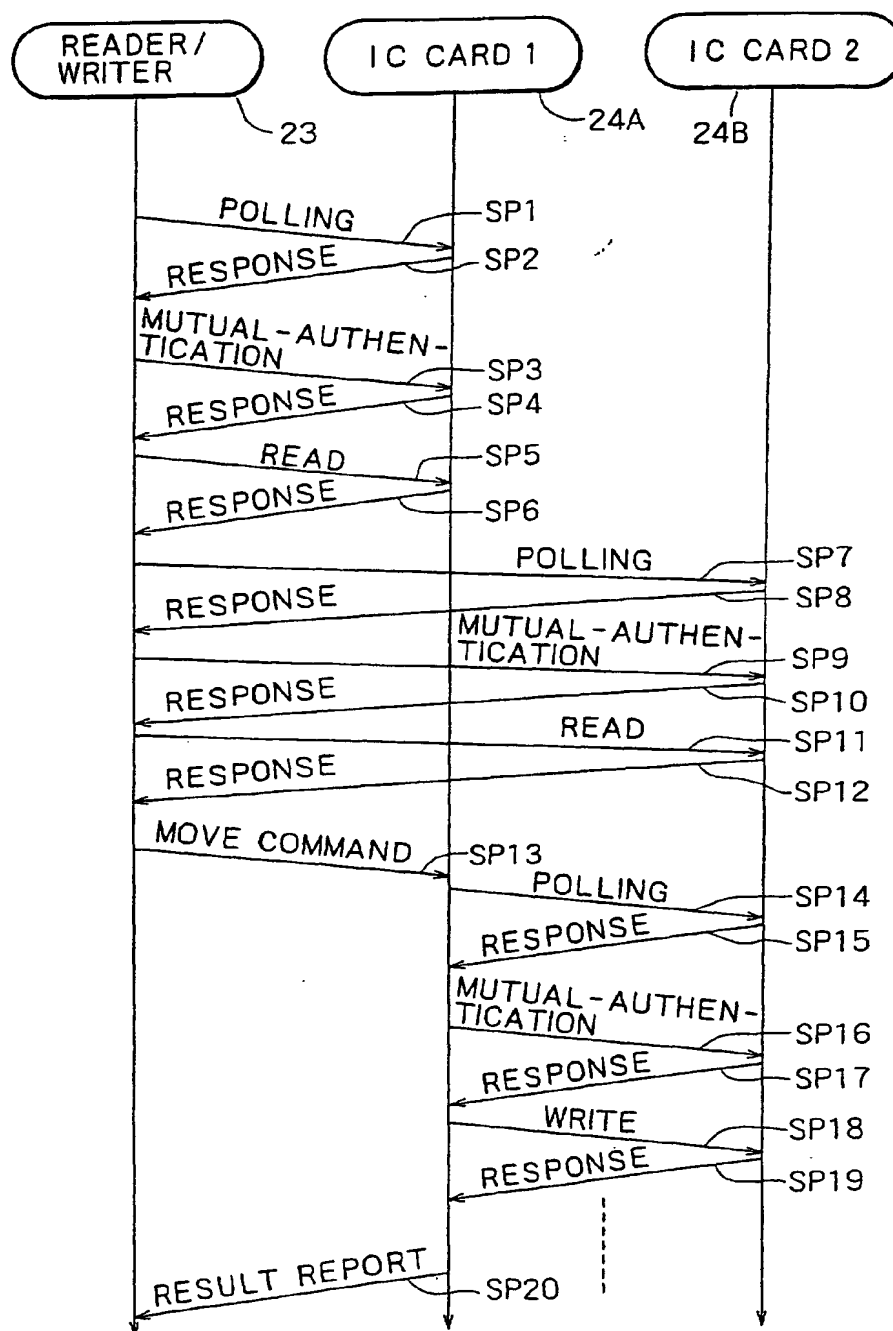 READER/
WRITER
IC CARD 1
IC CARD 2
23
24A
24B
POLLING
SP1
RESPONSE
SP2
MUTUAL-AUTHEN-
TICATION
SP3
RESPONSE
SP4
READ
SP5
RESPONSE
SP6
POLLING
SP7
RESPONSE
SP8
MUTUAL-AUTHEN-
TICATION
SP9
RESPONSE
SP10
READ
SP11
RESPONSE
SP12
MOVE COMMAND
SP13
POLLING
SP14
RESPONSE
SP15
MUTUAL-AUTHEN-
TICATION
SP16
RESPONSE
SP17
WRITE
SP18
RESPONSE
SP19
RESULT REPORT
SP20